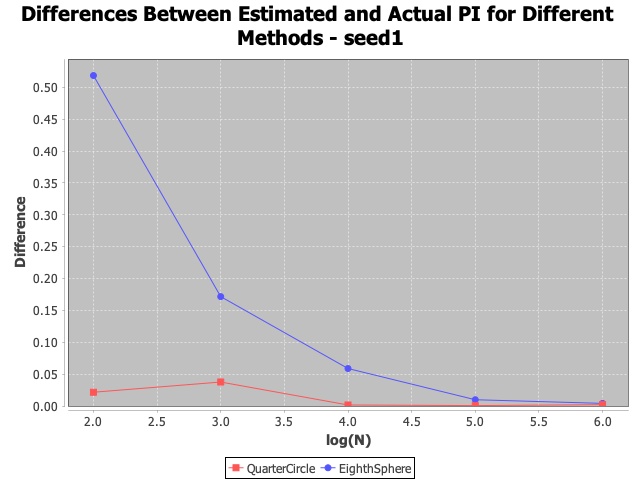 Differences Between Estimated and Actual PI for Different
Methods - seed1
Difference
0.50
0.45
0.40
0.35
0.30
0.25
0.20
0.15
0.10
0.05
0.00
2.0 2.5 3.0 3.5 4.0 4.5 5.0 5.5 6.0
log(N)
QuarterCircle EighthSphere